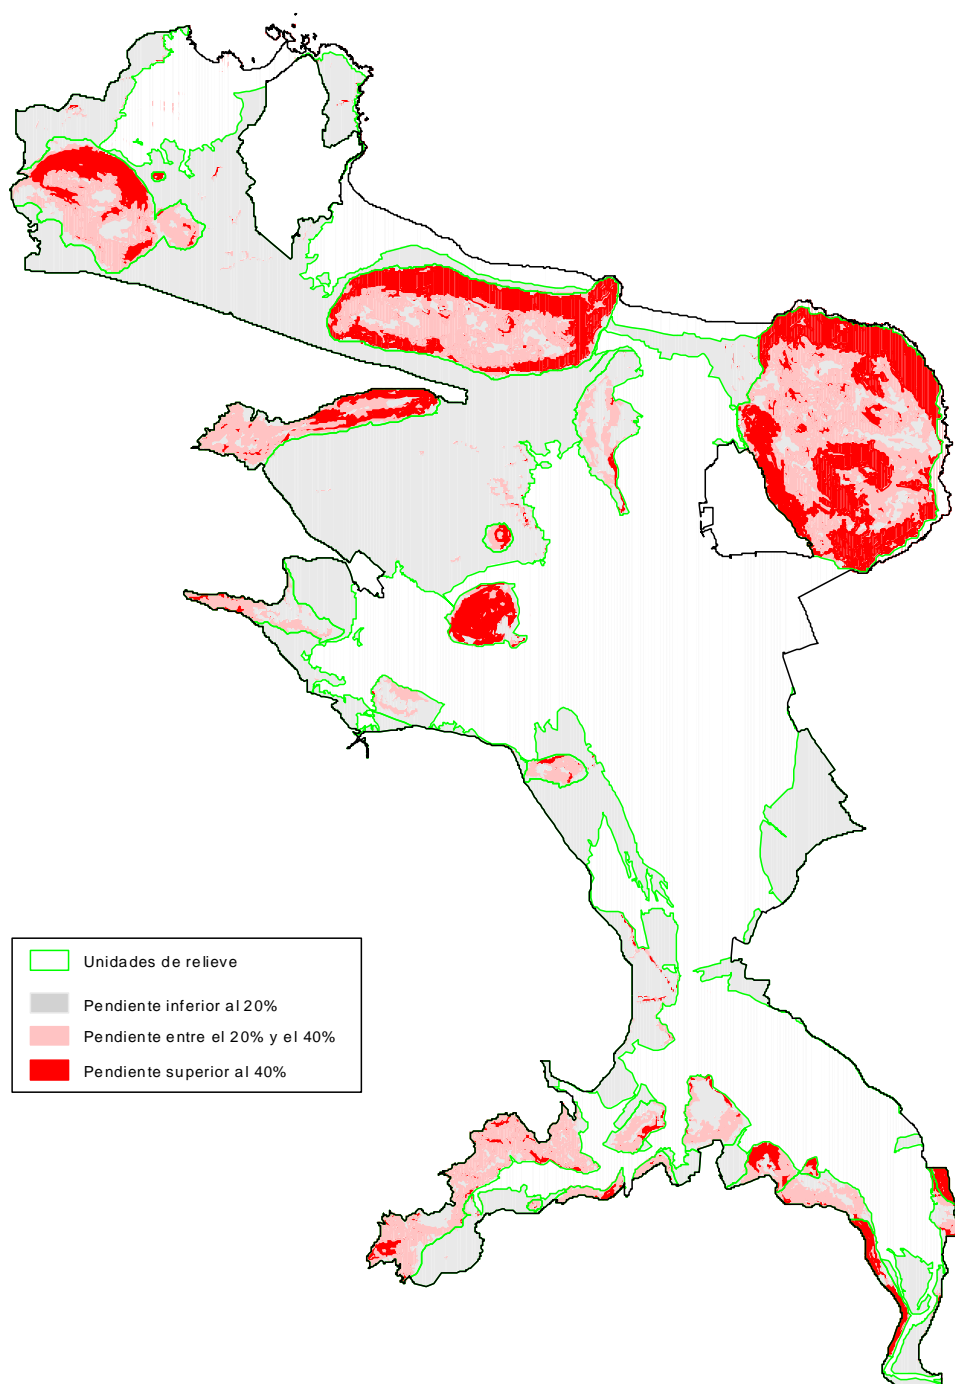 Unidades de relieve
Pendiente inferior al 20%
Pendiente entre el 20% y el 40%
Pendiente superior al 40%